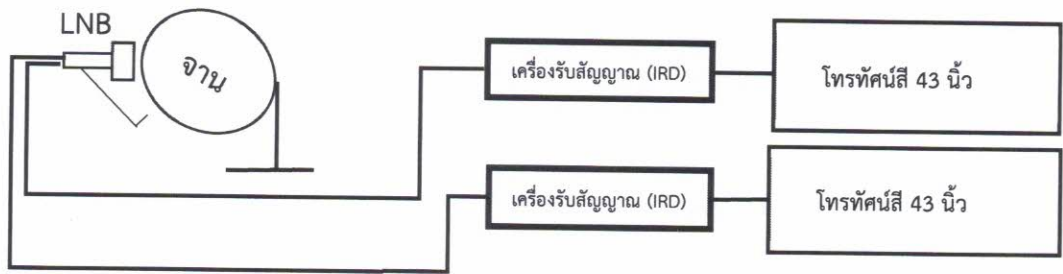 LNB
จาน
เครื่องรับสัญญาณ (IRD)
โทรทัศน์สี 43 นิ้ว
เครื่องรับสัญญาณ (IRD)
โทรทัศน์สี 43 นิ้ว